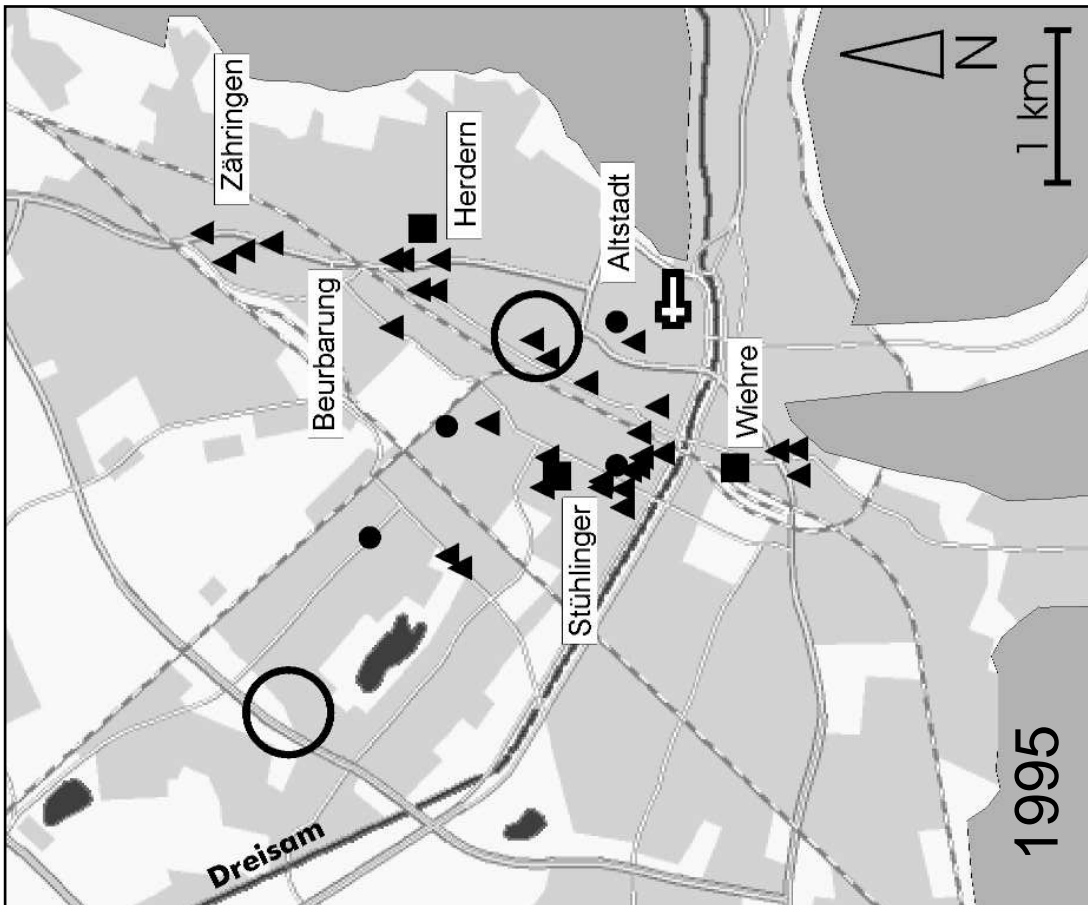 Zähringen
Herdern
Beurbarung
Altstadt
Wiehre
Stühlinger
Dreisam
N
1 km
1995